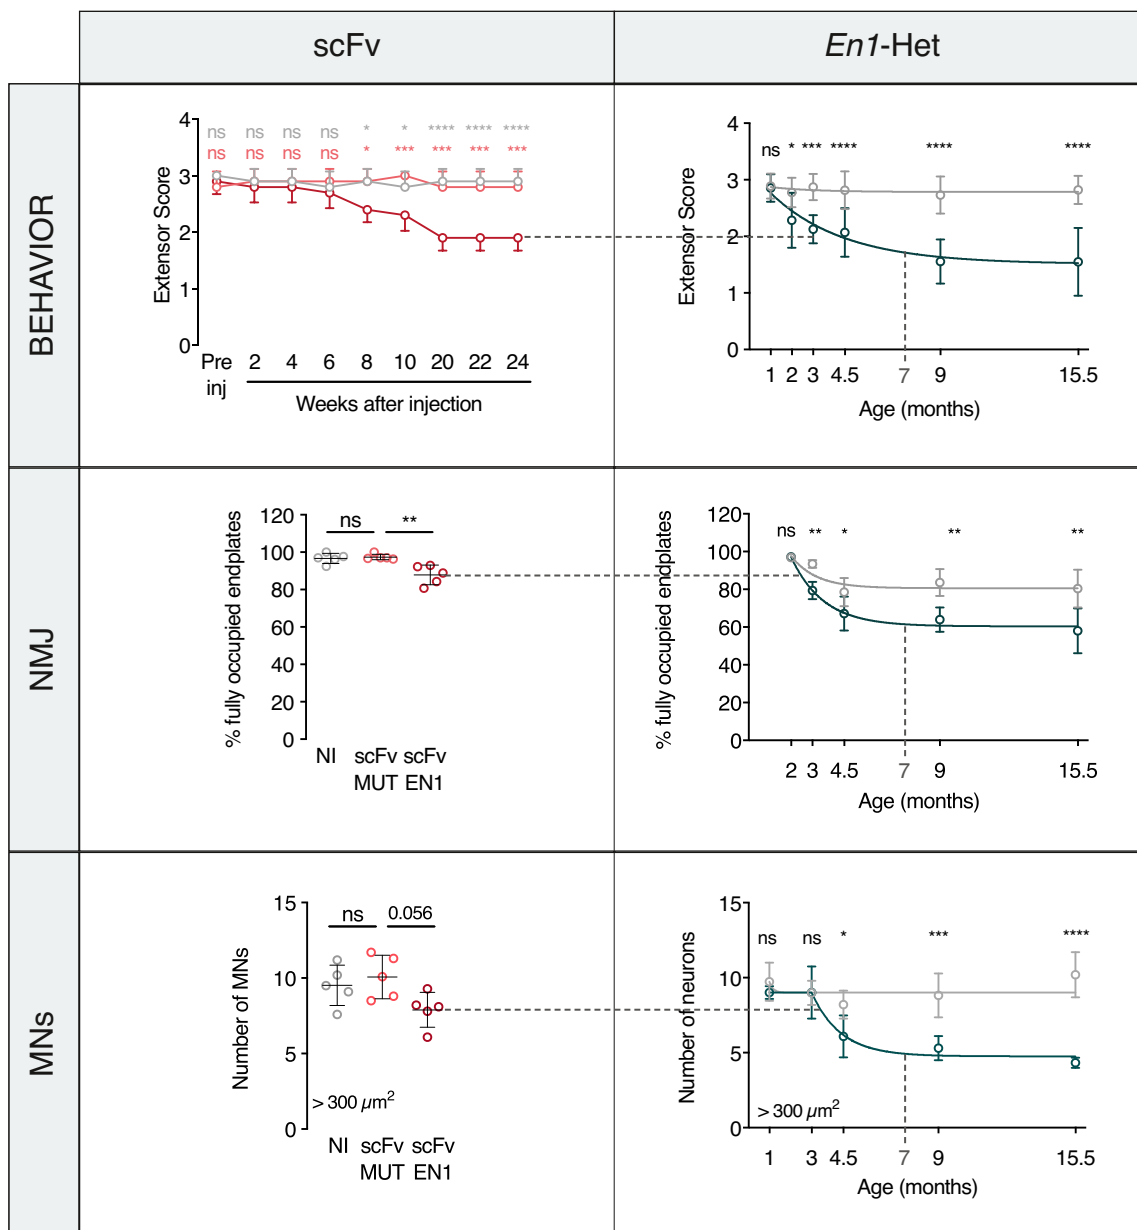 scFv
En1-Het
BEHAVIOR
Extensor Score
4
3
2
1
0
ns ns ns ns * * **** **** ****
ns ns ns ns * *** *** *** ***
Pre inj
2 4 6 8 10 20 22 24
Weeks after injection
Extensor Score
4
3
2
1
0
ns * *** **** **** ****
1 2 3 4.5 7 9 15.5
Age (months)
NMJ
% fully occupied endplates
120
100
80
60
40
20
0
ns **
NI scFv scFv
MUT EN1
% fully occupied endplates
120
100
80
60
40
20
0
ns ** * ** **
2 3 4.5 7 9 15.5
Age (months)
MNs
Number of MNs
15
10
5
0
ns 0.056
> 300 µm²
NI scFv scFv
MUT EN1
Number of neurons
15
10
5
0
ns ns * *** ****
> 300 µm²
1 3 4.5 7 9 15.5
Age (months)